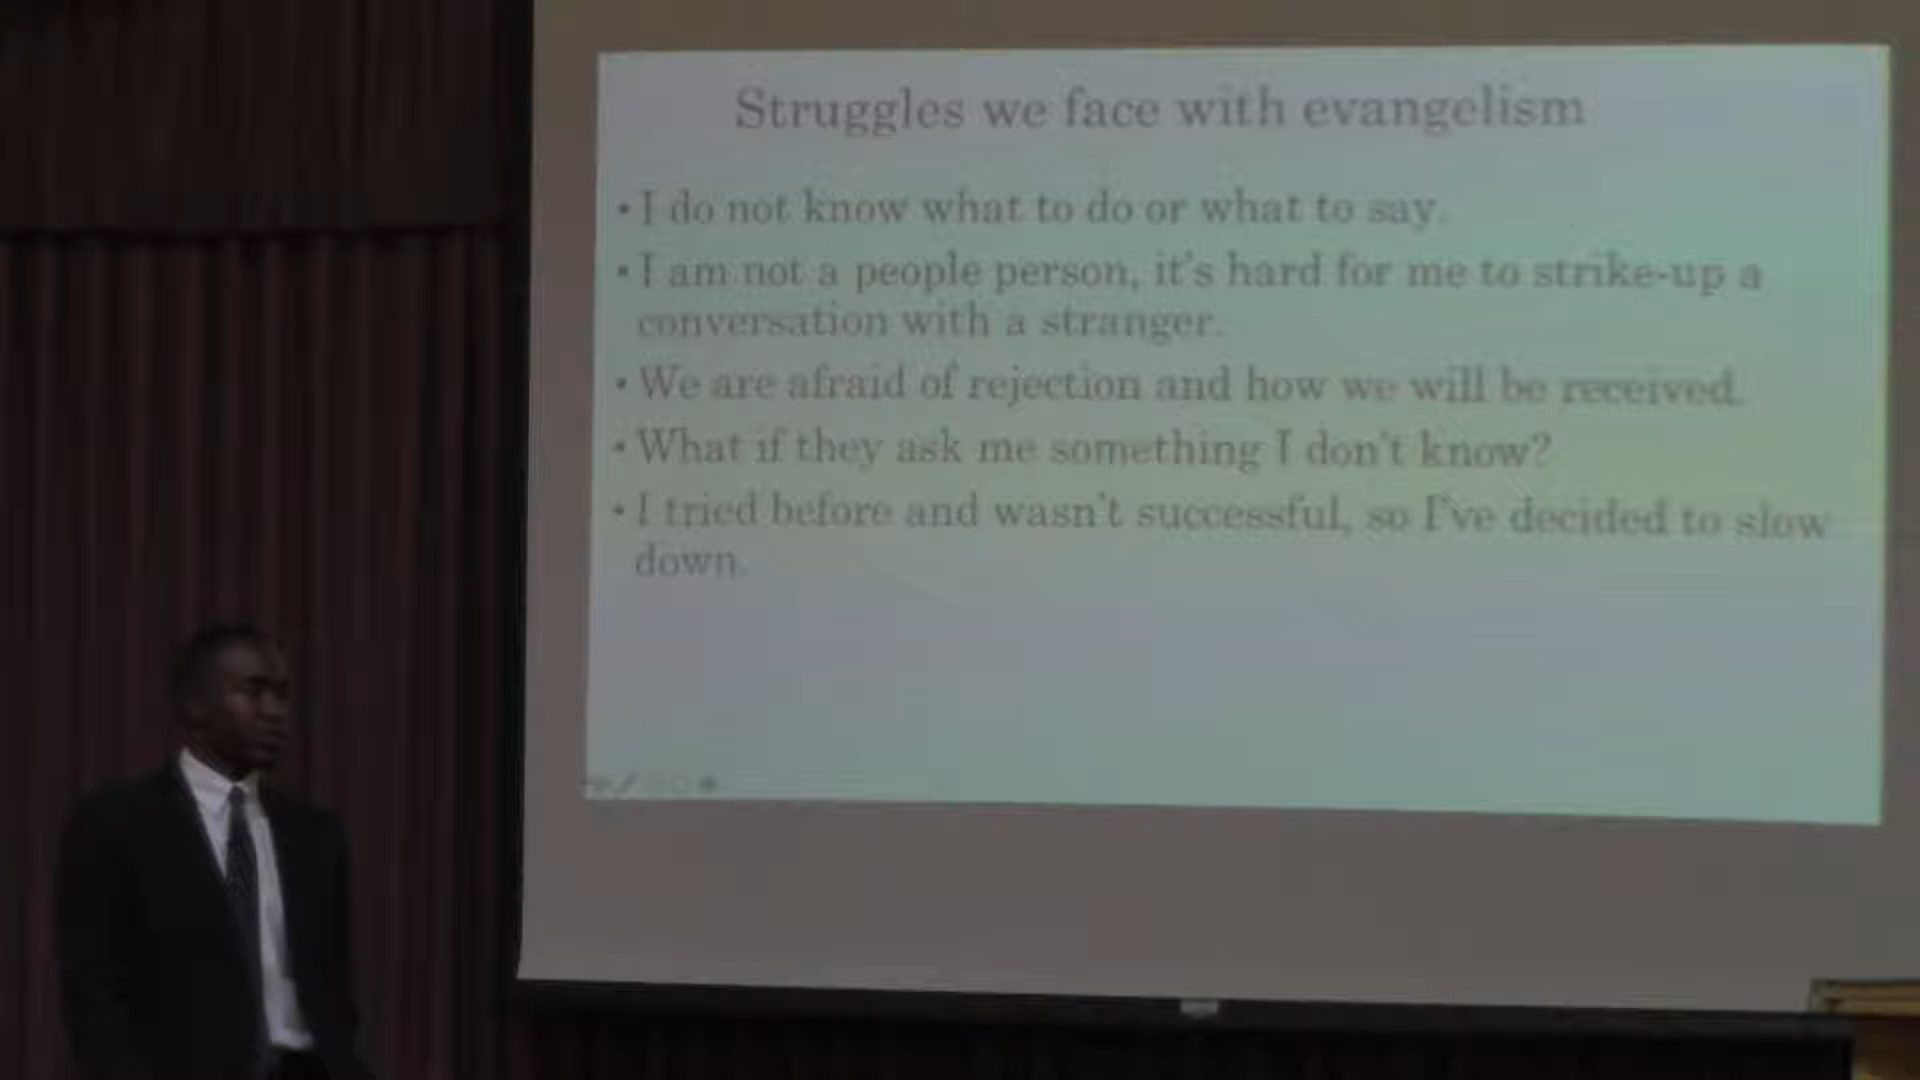 Struggles we face with evangelism
• I do not know what to do or what to say.
• I am not a people person, it's hard for me to strike-up a
conversation with a stranger.
• We are afraid of rejection and how we will be received.
• What if they ask me something I don't know?
• I tried before and wasn't successful, so I've decided to slow
down.